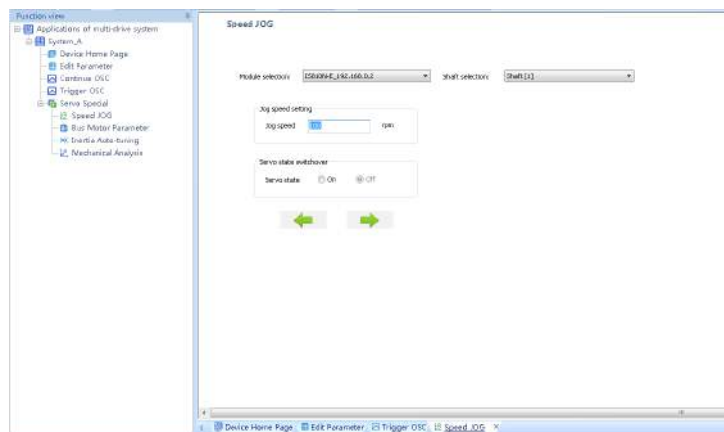 Function view
Applications of multi-drive system
System_A
Device Home Page
Edit Parameter
Continue OSC
Trigger OSC
Servo Special
Speed JOG
Bus Motor Parameter
Inertia Auto-tuning
Mechanical Analysis
Speed JOG
Module selection: Shaft selection: Shaft [1]
Jog speed setting
Jog speed rpm
Servo state switchover
Servo state On Off
Device Home Page Edit Parameter Trigger OSC Speed JOG X